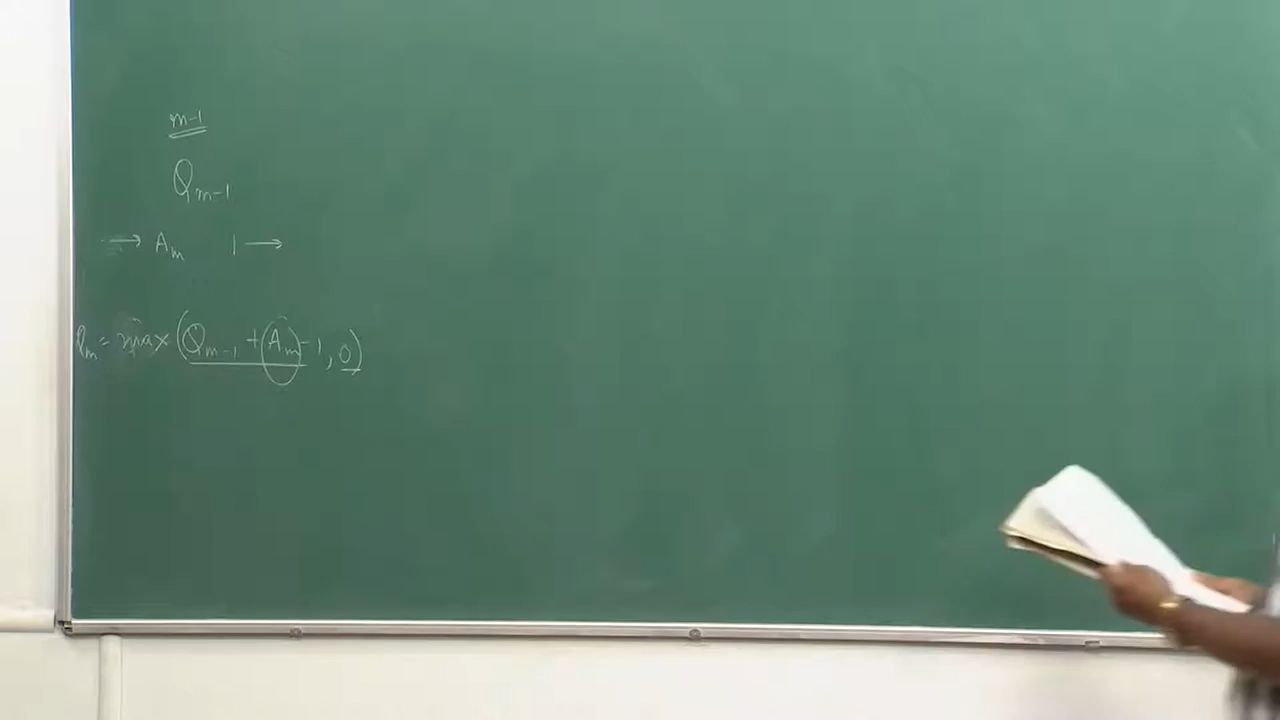 m-1
Q_{m-1}
→ A_m 1 →
Q_m = max (Q_{m-1} + A_m - 1, 0)